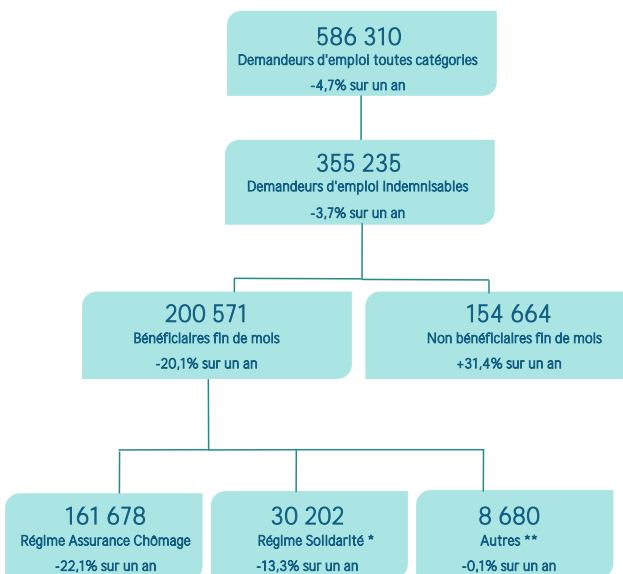 586 310
Demandeurs d'emploi toutes catégories
-4,7% sur un an
355 235
Demandeurs d'emploi indemnisables
-3,7% sur un an
200 571
Bénéficiaires fin de mois
-20,1% sur un an
154 664
Non bénéficiaires fin de mois
+31,4% sur un an
161 678
Régime Assurance Chômage
-22,1% sur un an
30 202
Régime Solidarité *
-13,3% sur un an
8 680
Autres **
-0,1% sur un an